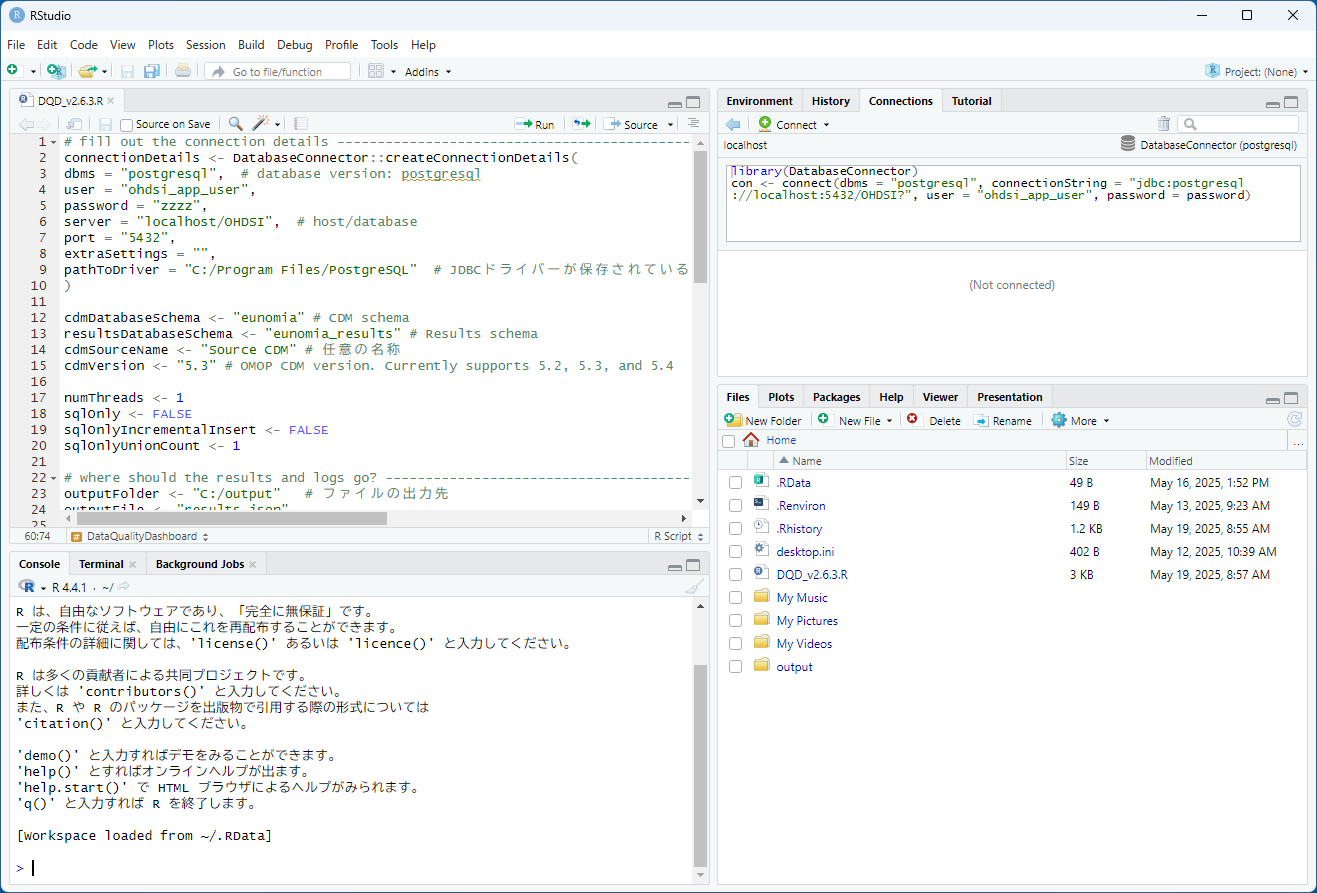 RStudio
File Edit Code View Plots Session Build Debug Profile Tools Help
Go to file/function Addins Project: (None)
DQD_v2.6.3.R
Source on Save Run Source
1 # fill out the connection details ------------------------------------------
2 connectionDetails <- DatabaseConnector::createConnectionDetails(
3 dbms = "postgresql",  # database version: postgresql
4 user = "ohdsi_app_user",
5 password = "zzzz",
6 server = "localhost/OHDSI",  # host/database
7 port = "5432",
8 extraSettings = "",
9 pathToDriver = "C:/Program Files/PostgreSQL"  # JDBCドライバーが保存されている
10 )
11
12 cdmDatabaseSchema <- "eunomia" # CDM schema
13 resultsDatabaseSchema <- "eunomia_results" # Results schema
14 cdmSourceName <- "Source CDM" # 任意の名称
15 cdmVersion <- "5.3" # OMOP CDM version. Currently supports 5.2, 5.3, and 5.4
16
17 numThreads <- 1
18 sqlOnly <- FALSE
19 sqlOnlyIncrementalInsert <- FALSE
20 sqlOnlyUnionCount <- 1
21
22 # where should the results and logs go? ----------------------------------
23 outputFolder <- "C:/output"   # ファイルの出力先
24 outputFile <- "results.json"
25
60:74 # DataQualityDashboard R Script
Console Terminal Background Jobs
R 4.4.1 · ~/
R は、自由なソフトウェアであり、「完全に無保証」です。
一定の条件に従えば、自由にこれを再配布することができます。
配布条件の詳細に関しては、'license()' あるいは 'licence()' と入力してください。
R は多くの貢献者による共同プロジェクトです。
詳しくは 'contributors()' と入力してください。
また、R や R のパッケージを出版物で引用する際の形式については
'citation()' と入力してください。
'demo()' と入力すればデモをみることができます。
'help()' とすればオンラインヘルプが出ます。
'help.start()' で HTML ブラウザによるヘルプがみられます。
'q()' と入力すれば R を終了します。
[Workspace loaded from ~/.RData]
>
Environment History Connections Tutorial
Connect
localhost DatabaseConnector (postgresql)
library(DatabaseConnector)
con <- connect(dbms = "postgresql", connectionString = "jdbc:postgresql
://localhost:5432/OHDSI?", user = "ohdsi_app_user", password = password)
(Not connected)
Files Plots Packages Help Viewer Presentation
New Folder New File Delete Rename More
Home ...
Name Size Modified
.RData 49 B May 16, 2025, 1:52 PM
.Renviron 149 B May 13, 2025, 9:23 AM
.Rhistory 1.2 KB May 19, 2025, 8:55 AM
desktop.ini 402 B May 12, 2025, 10:39 AM
DQD_v2.6.3.R 3 KB May 19, 2025, 8:57 AM
My Music
My Pictures
My Videos
output